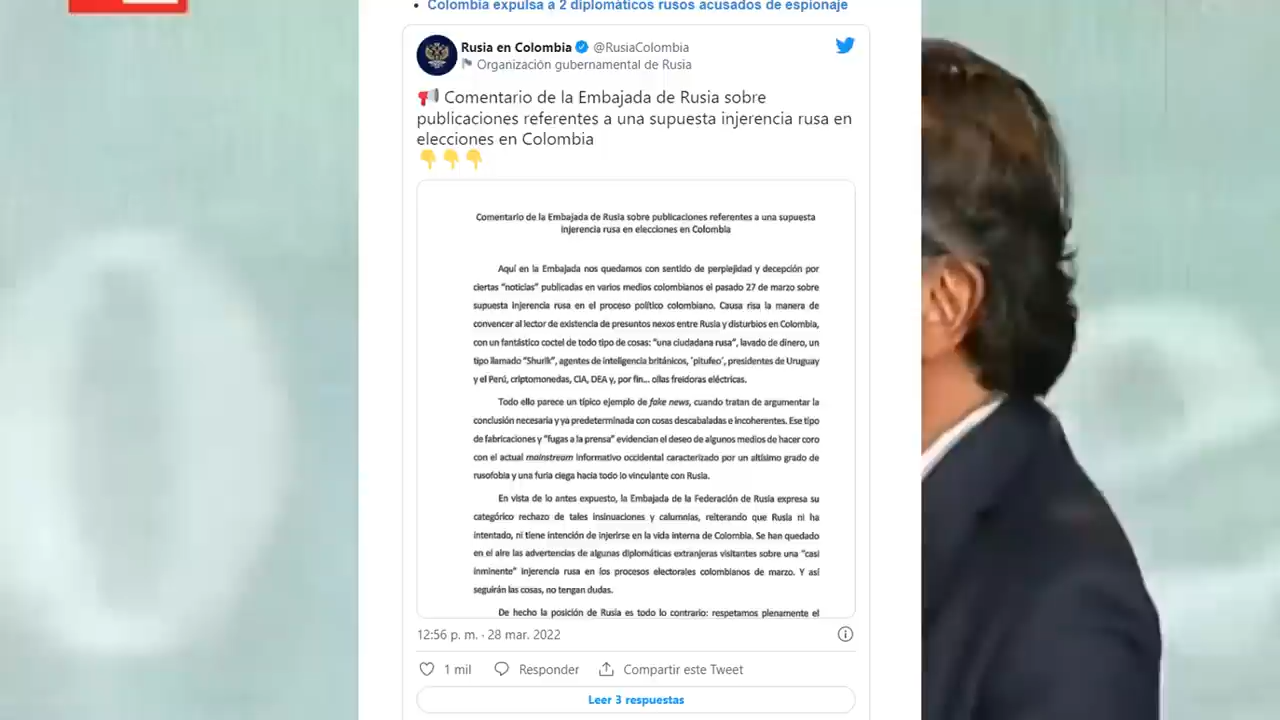 Colombia expulsa a 2 diplomáticos rusos acusados de espionaje
Rusia en Colombia @RusiaColombia
Organización gubernamental de Rusia
Comentario de la Embajada de Rusia sobre
publicaciones referentes a una supuesta injerencia rusa en
elecciones en Colombia
Comentario de la Embajada de Rusia sobre publicaciones referentes a una supuesta
injerencia rusa en elecciones en Colombia
Aquí en la Embajada nos quedamos con sentido de perplejidad y decepción por
ciertas "noticias" publicadas en varios medios colombianos el pasado 27 de marzo sobre
supuesta injerencia rusa en el proceso político colombiano. Causa risa la manera de
convencer al lector de existencia de presuntos nexos entre Rusia y disturbios en Colombia,
con un fantástico coctel de todo tipo de cosas: "una ciudadana rusa", lavado de dinero, un
tipo llamado "Shurik", agentes de inteligencia británicos, 'pitufeo', presidentes de Uruguay
y el Perú, criptomonedas, CIA, DEA y, por fin... ollas freidoras eléctricas.
Todo ello parece un típico ejemplo de fake news, cuando tratan de argumentar la
conclusión necesaria y ya predeterminada con cosas descabaladas e incoherentes. Ese tipo
de fabricaciones y "fugas a la prensa" evidencian el deseo de algunos medios de hacer coro
con el actual mainstream informativo occidental caracterizado por un altísimo grado de
rusofobia y una furia ciega hacia todo lo vinculante con Rusia.
En vista de lo antes expuesto, la Embajada de la Federación de Rusia expresa su
categórico rechazo de tales insinuaciones y calumnias, reiterando que Rusia ni ha
intentado, ni tiene intención de injerirse en la vida interna de Colombia. Se han quedado
en el aire las advertencias de algunas diplomáticas extranjeras visitantes sobre una "casi
inminente" injerencia rusa en los procesos electorales colombianos de marzo. Y así
seguirán las cosas, no tengan dudas.
De hecho la posición de Rusia es todo lo contrario: respetamos plenamente el
12:56 p. m. · 28 mar. 2022
1 mil Responder Compartir este Tweet
Leer 3 respuestas